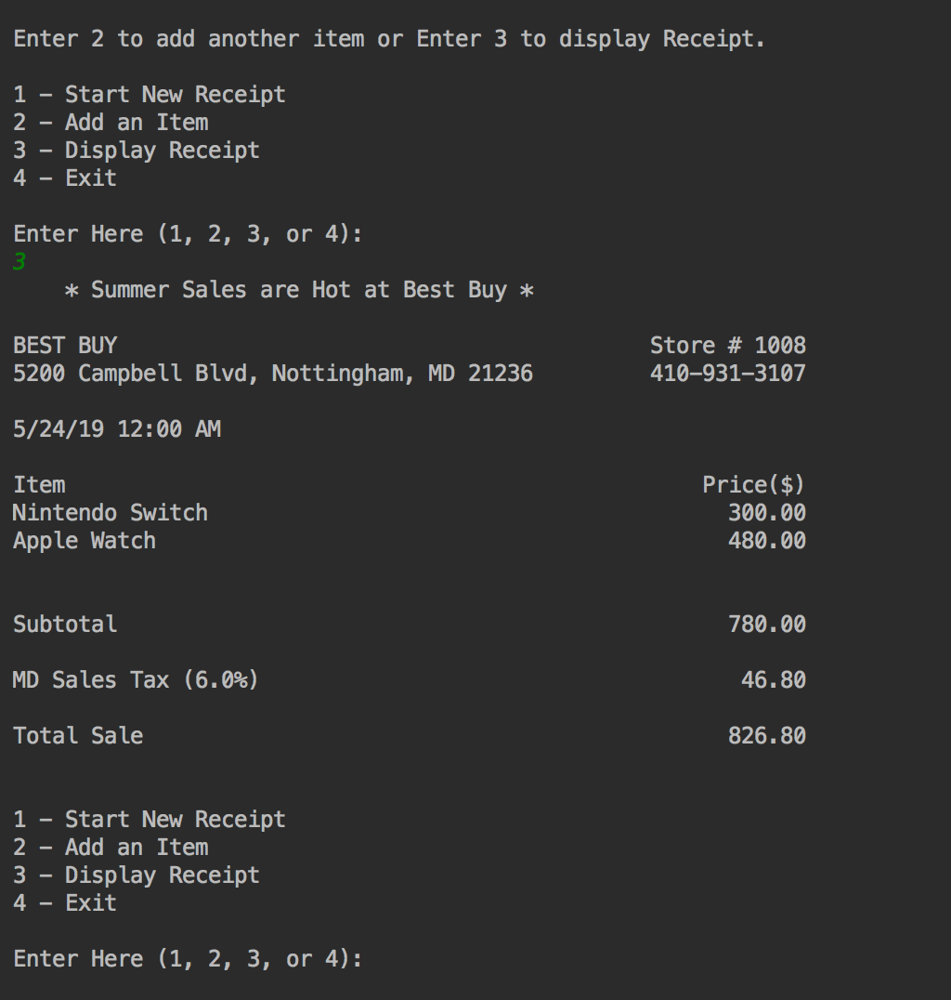 Enter 2 to add another item or Enter 3 to display Receipt.
1 – Start New Receipt
2 – Add an Item
3 – Display Receipt
4 – Exit
Enter Here (1, 2, 3, or 4):
3
* Summer Sales are Hot at Best Buy *
BEST BUY Store # 1008
5200 Campbell Blvd, Nottingham, MD 21236 410–931–3107
5/24/19 12:00 AM
Item Price($)
Nintendo Switch 300.00
Apple Watch 480.00
Subtotal 780.00
MD Sales Tax (6.0%) 46.80
Total Sale 826.80
1 – Start New Receipt
2 – Add an Item
3 – Display Receipt
4 – Exit
Enter Here (1, 2, 3, or 4):